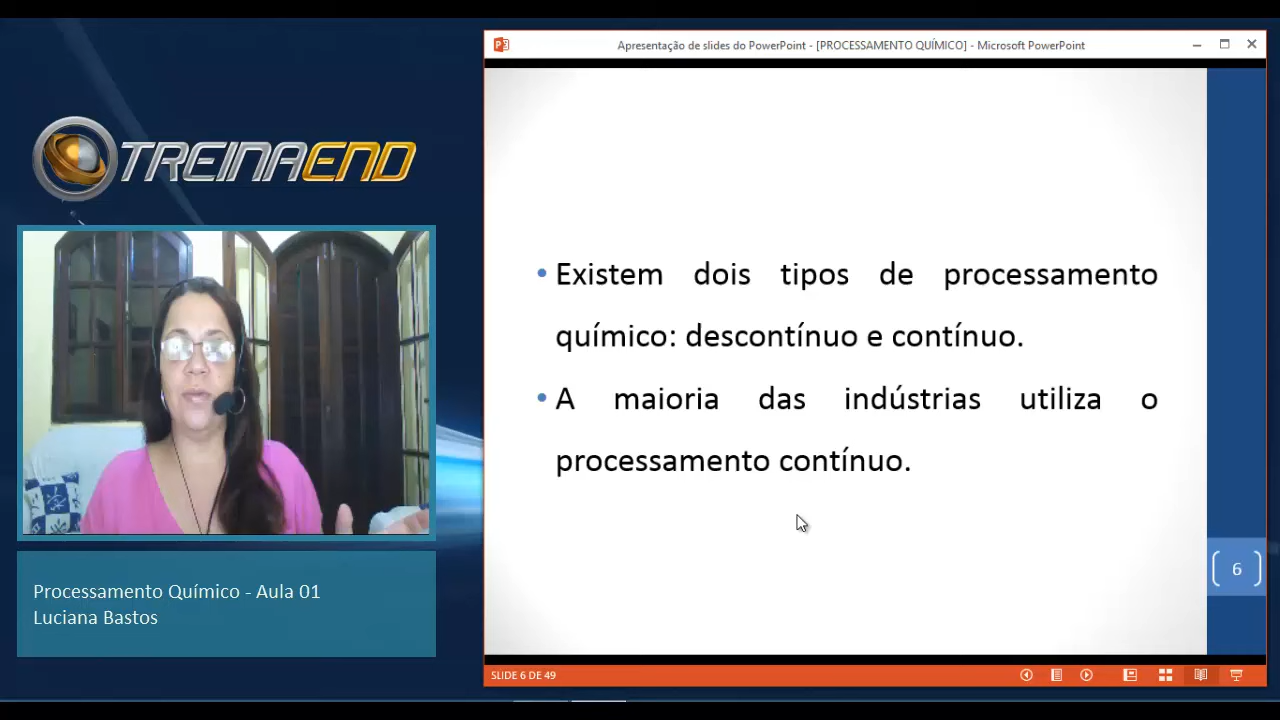 TREINAEND
Processamento Químico - Aula 01
Luciana Bastos
Apresentação de slides do PowerPoint - [PROCESSAMENTO QUÍMICO] - Microsoft PowerPoint
• Existem dois tipos de processamento
químico: descontínuo e contínuo.
• A maioria das indústrias utiliza o
processamento contínuo.
6
SLIDE 6 DE 49